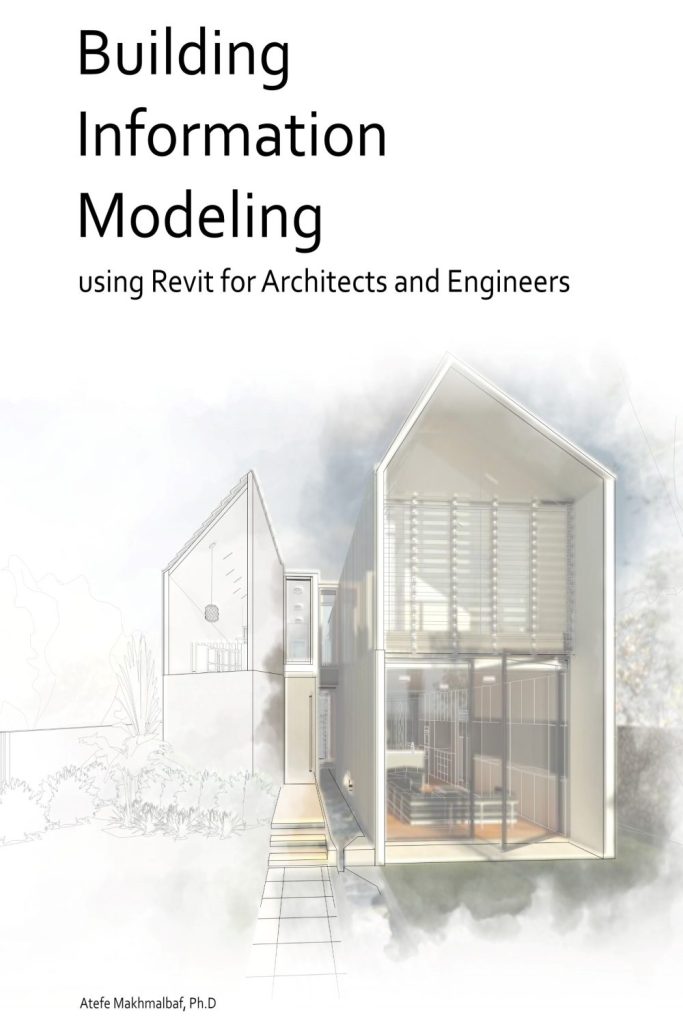 Building
Information
Modeling
using Revit for Architects and Engineers
Atefe Makhmalbaf, Ph.D